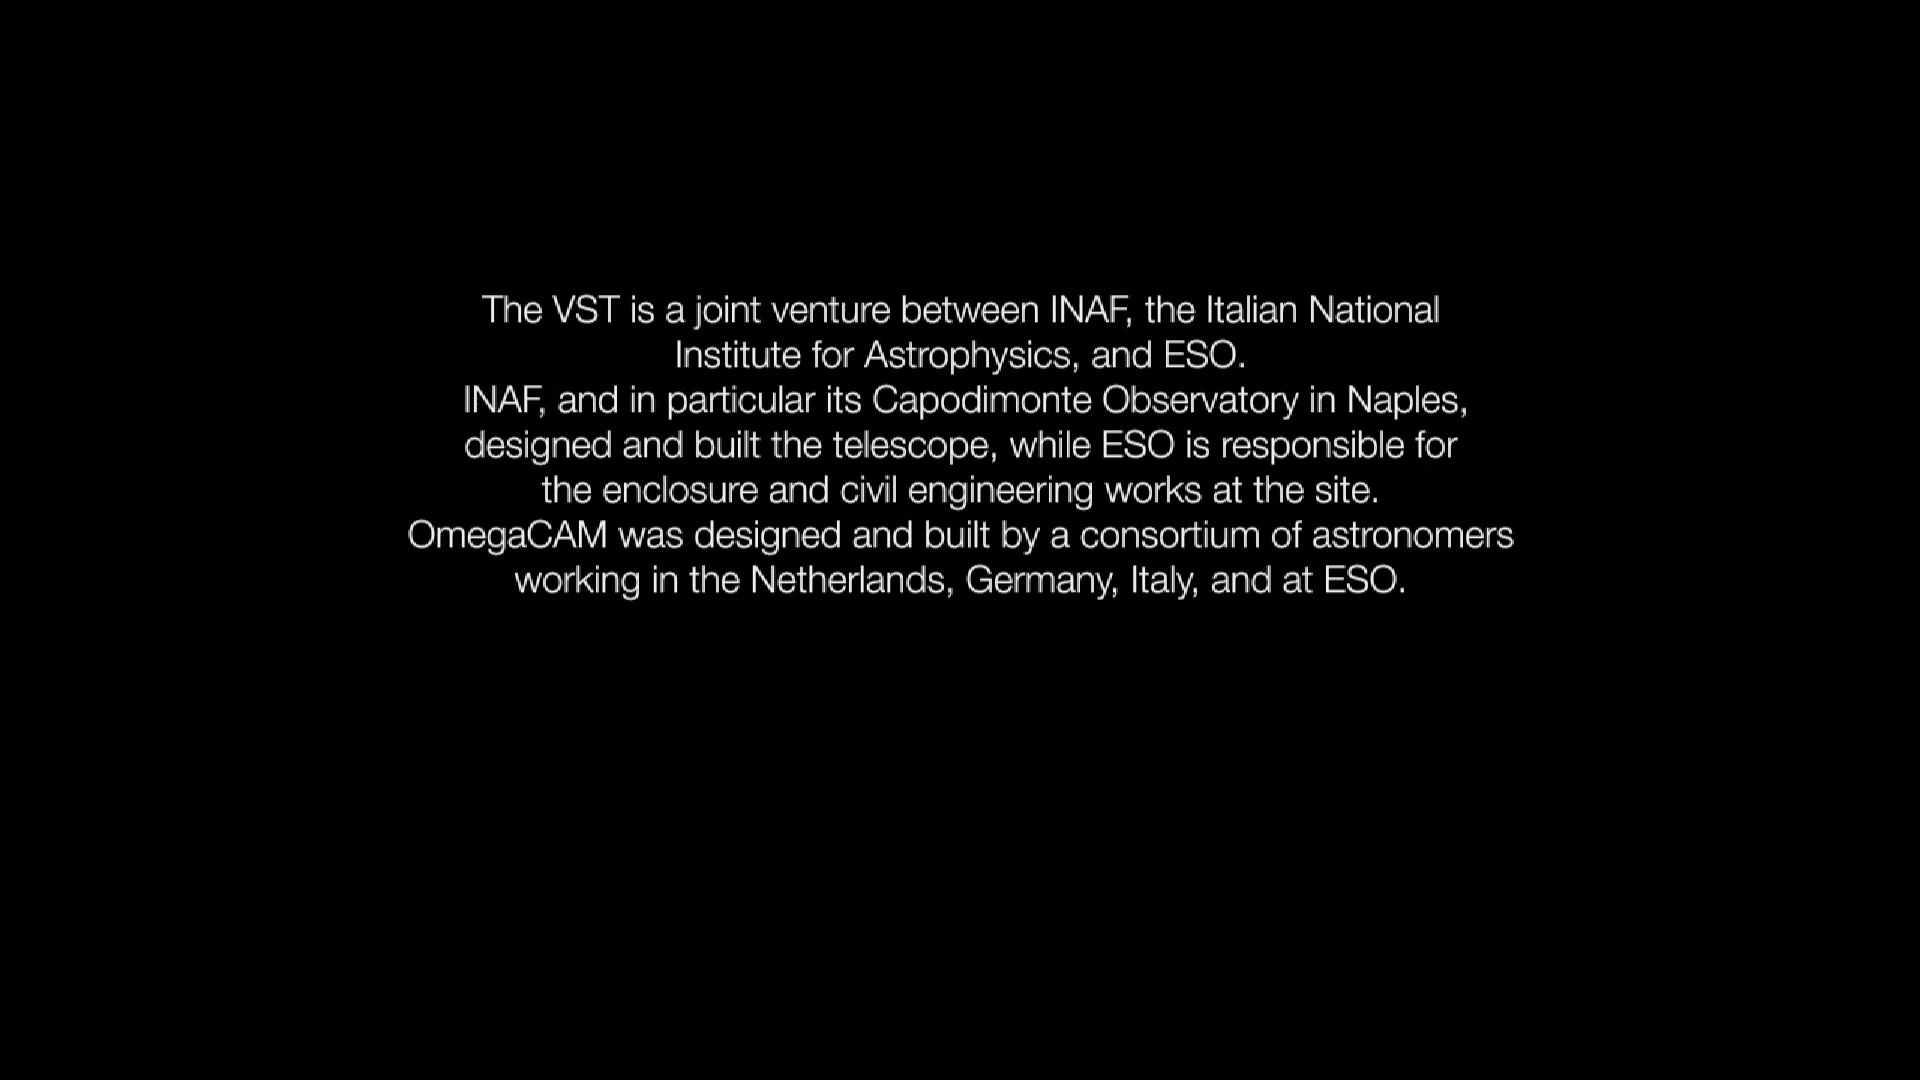 The VST is a joint venture between INAF, the Italian National
Institute for Astrophysics, and ESO.
INAF, and in particular its Capodimonte Observatory in Naples,
designed and built the telescope, while ESO is responsible for
the enclosure and civil engineering works at the site.
OmegaCAM was designed and built by a consortium of astronomers
working in the Netherlands, Germany, Italy, and at ESO.